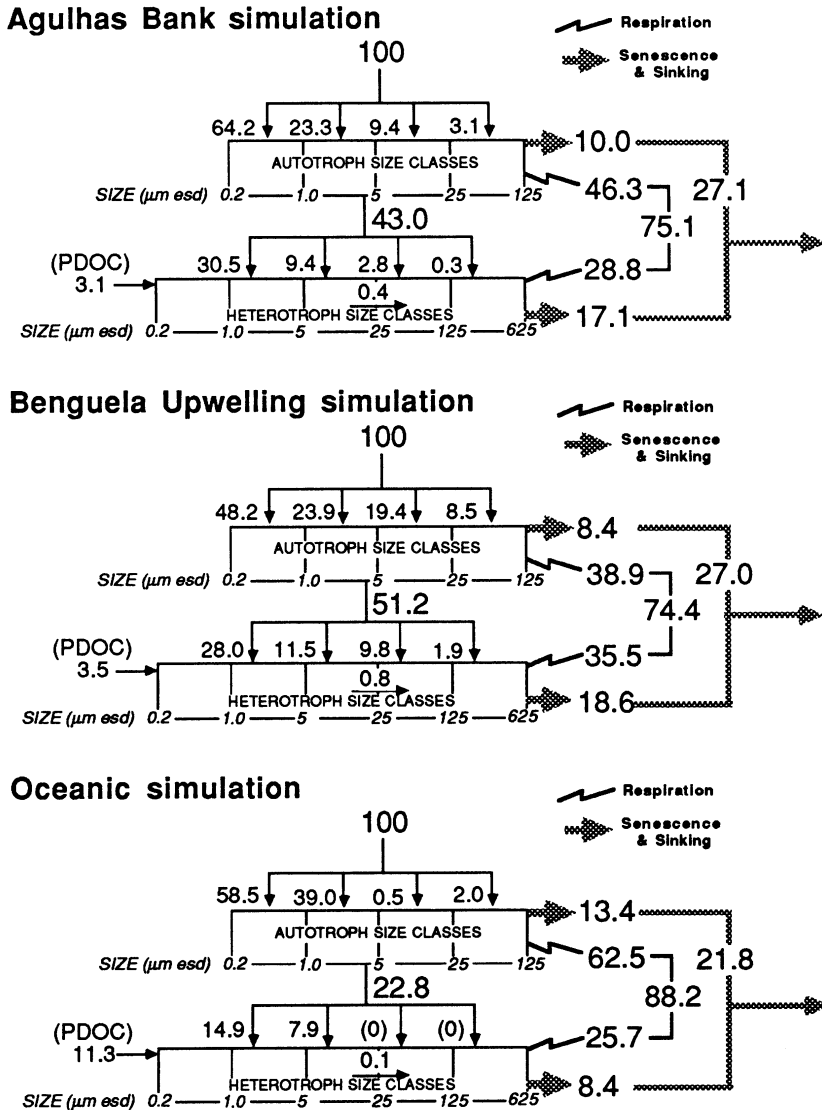 Agulhas Bank simulation
Respiration
Senescence
& Sinking
100
64.2 23.3 9.4 3.1
10.0
AUTOTROPH SIZE CLASSES
46.3 27.1
SIZE (µm esd) 0.2 1.0 5 25 125
43.0 75.1
(PDOC)
3.1
30.5 9.4 2.8 0.3
28.8
0.4
HETEROTROPH SIZE CLASSES
17.1
SIZE (µm esd) 0.2 1.0 5 25 125 625
Benguela Upwelling simulation
Respiration
Senescence
& Sinking
100
48.2 23.9 19.4 8.5
8.4
AUTOTROPH SIZE CLASSES
38.9 27.0
SIZE (µm esd) 0.2 1.0 5 25 125
51.2 74.4
(PDOC)
3.5
28.0 11.5 9.8 1.9
35.5
0.8
HETEROTROPH SIZE CLASSES
18.6
SIZE (µm esd) 0.2 1.0 5 25 125 625
Oceanic simulation
Respiration
Senescence
& Sinking
100
58.5 39.0 0.5 2.0
13.4
AUTOTROPH SIZE CLASSES
62.5 21.8
SIZE (µm esd) 0.2 1.0 5 25 125
22.8 88.2
(PDOC)
11.3
14.9 7.9 (0) (0)
25.7
0.1
HETEROTROPH SIZE CLASSES
8.4
SIZE (µm esd) 0.2 1.0 5 25 125 625